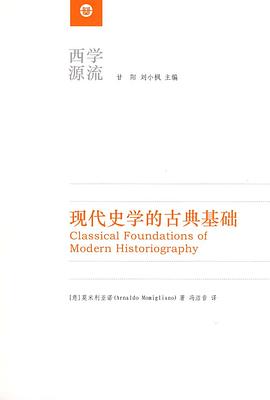 西学
源流
甘 阳 刘小枫 主编
现代史学的古典基础
Classical Foundations of
Modern Historiography
[意]莫米利亚诺(Arnaldo Momigliano) 著 冯洁音 译